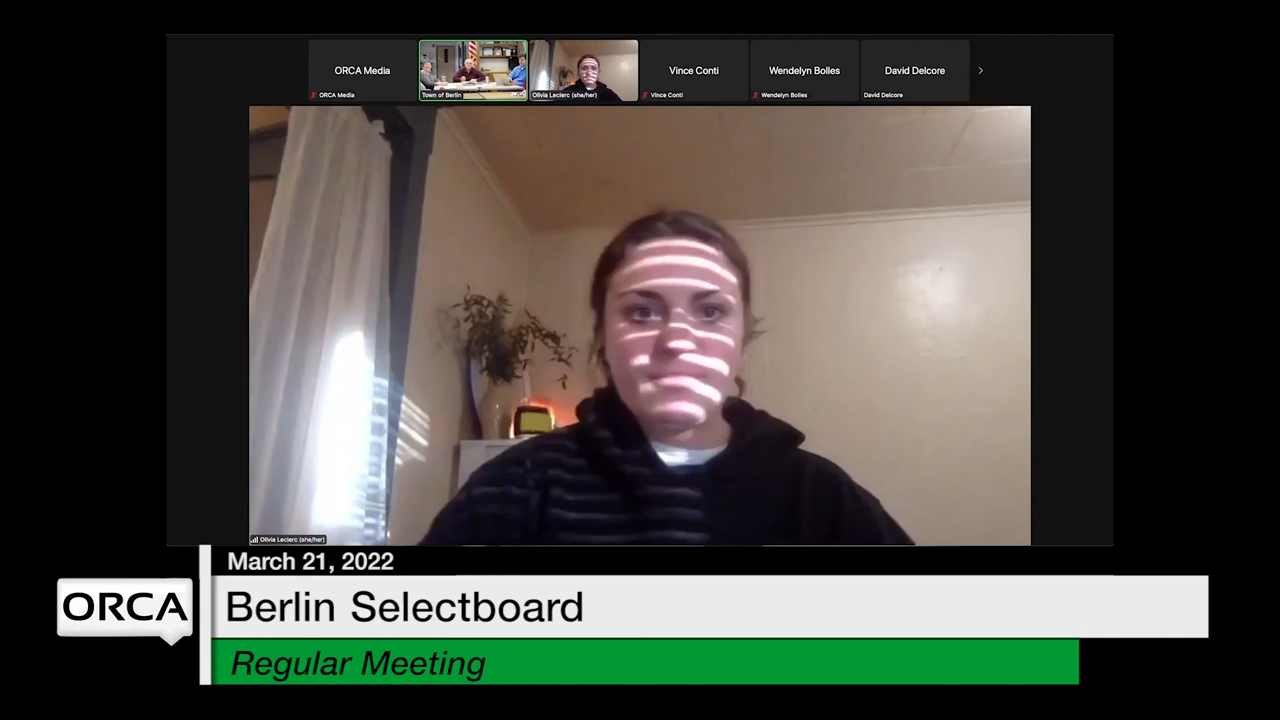 ORCA Media
Vince Conti
Wendelyn Bolles
David Delcore
ORCA Media
Town of Berlin
Olivia Leclerc (she/her)
Vince Conti
Wendelyn Bolles
David Delcore
Olivia Leclerc (she/her)
March 21, 2022
ORCA
Berlin Selectboard
Regular Meeting